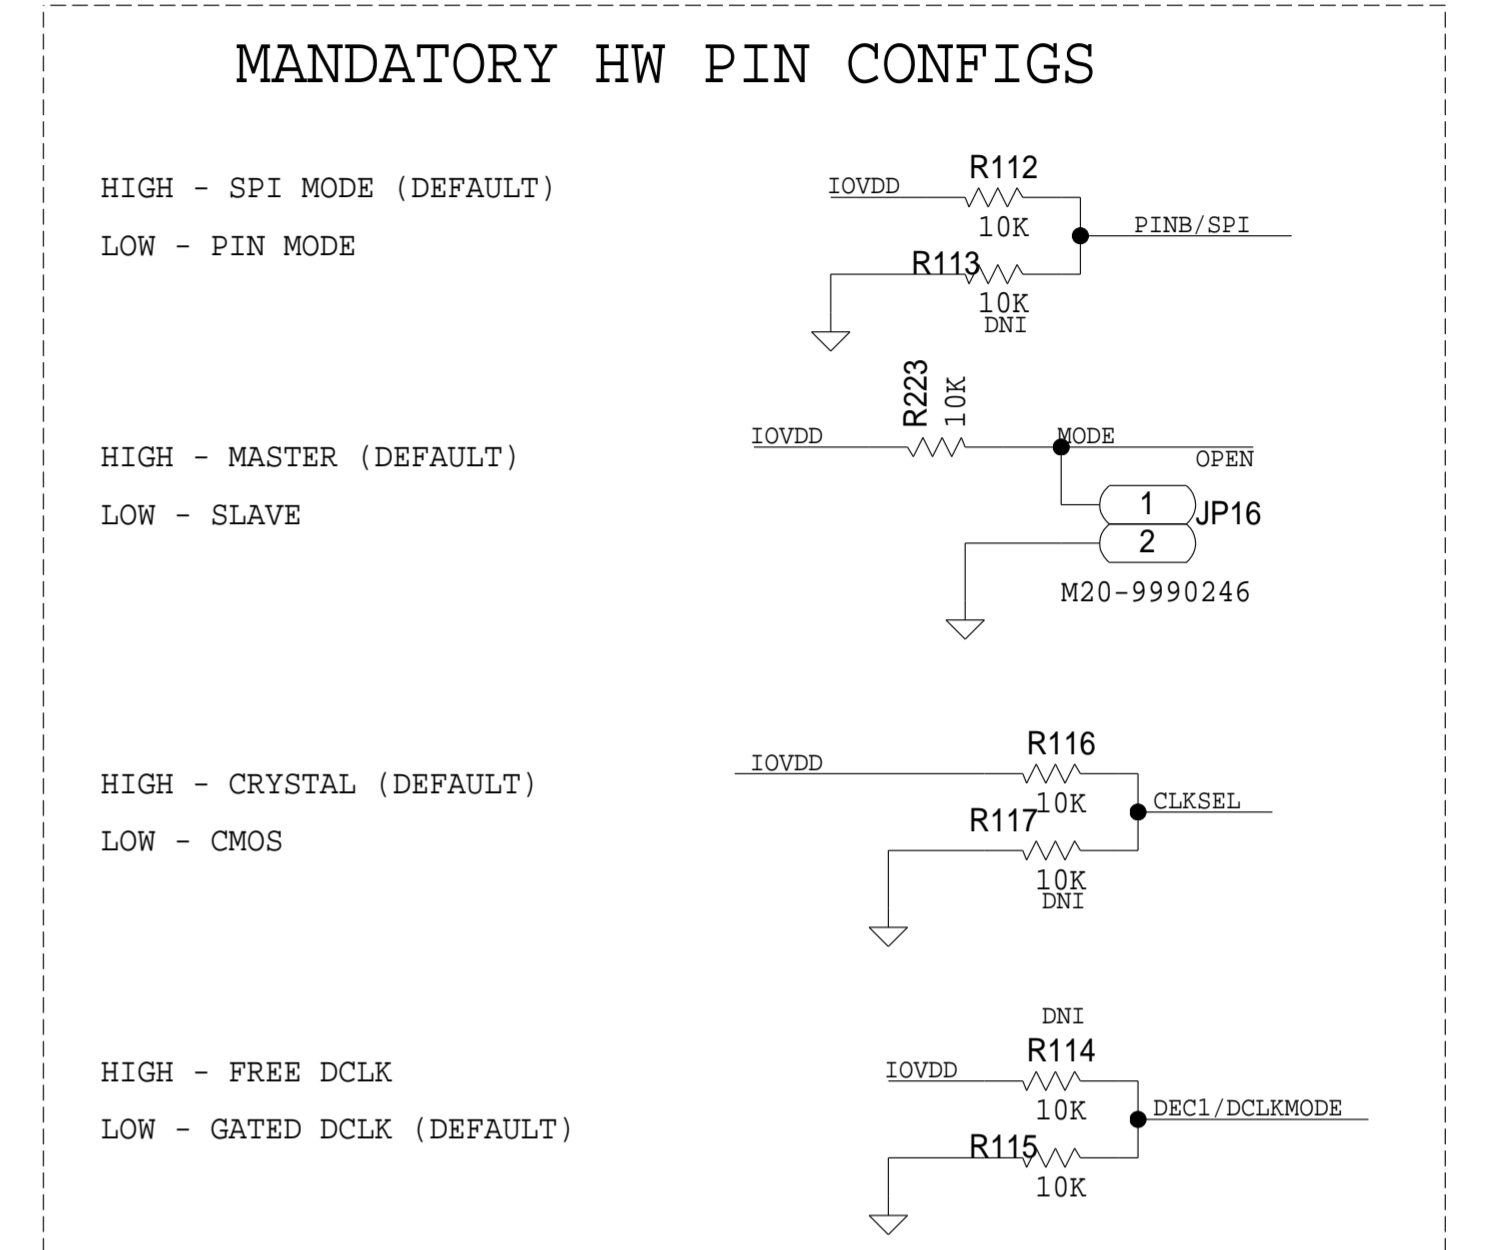 MANDATORY HW PIN CONFIGS
HIGH - SPI MODE (DEFAULT)
LOW - PIN MODE
IOVDD
R112
10K
PINB/SPI
R113
10K
DNI
HIGH - MASTER (DEFAULT)
LOW - SLAVE
IOVDD
R223
10K
MODE
OPEN
1
2
JP16
M20-9990246
HIGH - CRYSTAL (DEFAULT)
LOW - CMOS
IOVDD
R116
10K
CLKSEL
R117
10K
DNI
HIGH - FREE DCLK
LOW - GATED DCLK (DEFAULT)
DNI
R114
IOVDD
10K
DEC1/DCLKMODE
R115
10K